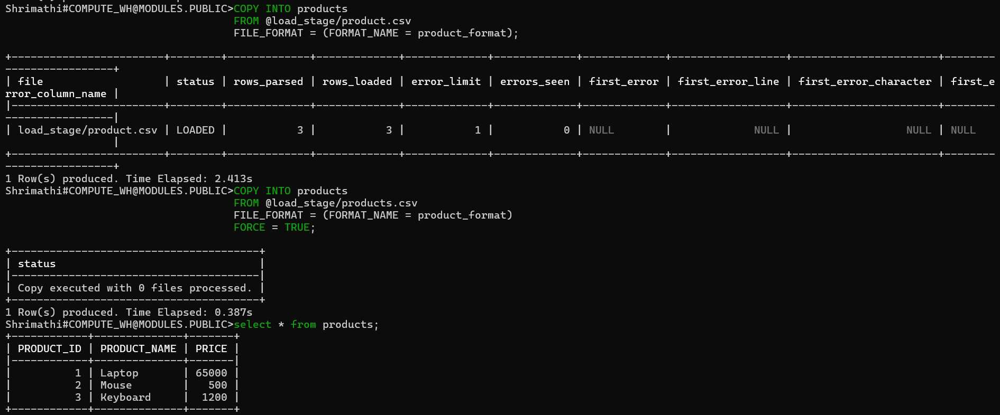 Shrimathi#COMPUTE_WH@MODULES.PUBLIC>COPY INTO products
                                    FROM @load_stage/product.csv
                                    FILE_FORMAT = (FORMAT_NAME = product_format);

+------------------------+--------+-------------+-------------+-------------+-------------+-------------+------------------+-----------------------+--------
-----------------+
| file                   | status | rows_parsed | rows_loaded | error_limit | errors_seen | first_error | first_error_line | first_error_character | first_e
rror_column_name |
|------------------------+--------+-------------+-------------+-------------+-------------+-------------+------------------+-----------------------+--------
-----------------|
| load_stage/product.csv | LOADED |           3 |           3 |           1 |           0 | NULL        |             NULL |                  NULL | NULL
                 |
+------------------------+--------+-------------+-------------+-------------+-------------+-------------+------------------+-----------------------+--------
-----------------+
1 Row(s) produced. Time Elapsed: 2.413s
Shrimathi#COMPUTE_WH@MODULES.PUBLIC>COPY INTO products
                                    FROM @load_stage/products.csv
                                    FILE_FORMAT = (FORMAT_NAME = product_format)
                                    FORCE = TRUE;

+---------------------------------------+
| status                                |
|---------------------------------------|
| Copy executed with 0 files processed. |
+---------------------------------------+
1 Row(s) produced. Time Elapsed: 0.387s
Shrimathi#COMPUTE_WH@MODULES.PUBLIC>select * from products;
+------------+--------------+-------+
| PRODUCT_ID | PRODUCT_NAME | PRICE |
|------------+--------------+-------|
|          1 | Laptop       | 65000 |
|          2 | Mouse        |   500 |
|          3 | Keyboard     |  1200 |
+------------+--------------+-------+